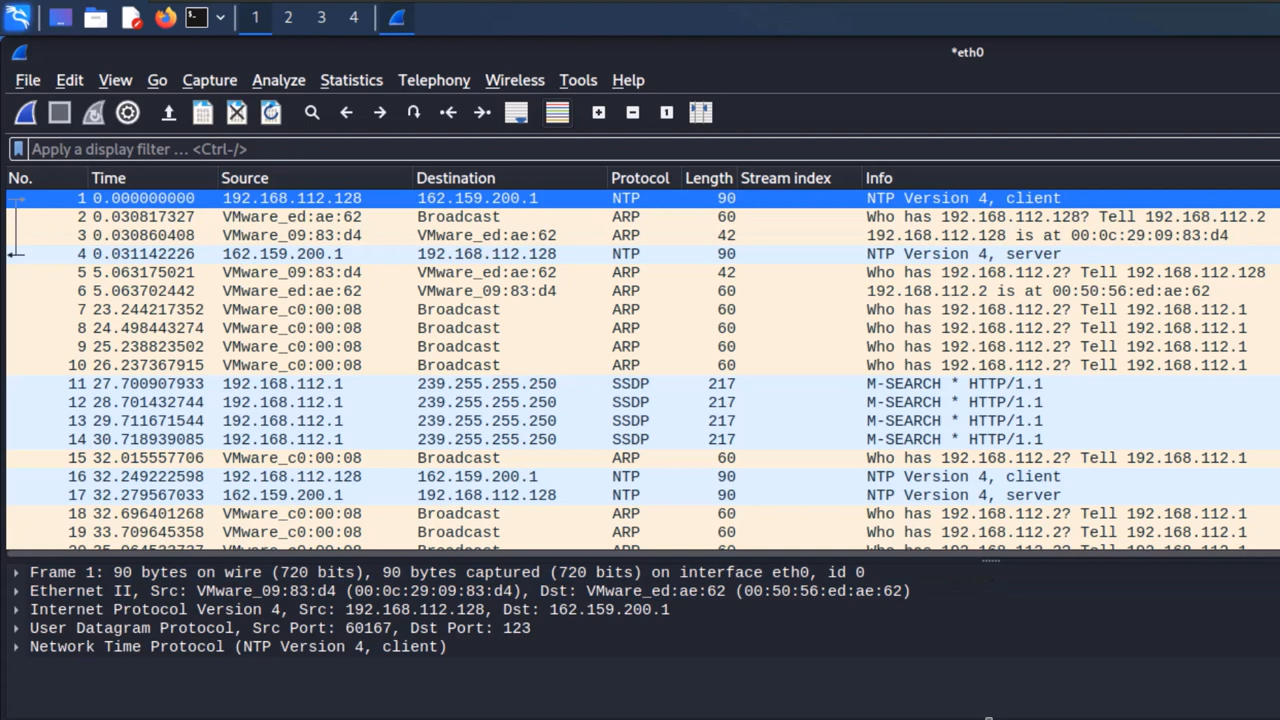 1 2 3 4
*eth0
File Edit View Go Capture Analyze Statistics Telephony Wireless Tools Help
Apply a display filter ... <Ctrl-/>
No. Time Source Destination Protocol Length Stream index Info
1 0.000000000 192.168.112.128 162.159.200.1 NTP 90 NTP Version 4, client
2 0.030817327 VMware_ed:ae:62 Broadcast ARP 60 Who has 192.168.112.128? Tell 192.168.112.2
3 0.030860408 VMware_09:83:d4 VMware_ed:ae:62 ARP 42 192.168.112.128 is at 00:0c:29:09:83:d4
4 0.031142226 162.159.200.1 192.168.112.128 NTP 90 NTP Version 4, server
5 5.063175021 VMware_09:83:d4 VMware_ed:ae:62 ARP 42 Who has 192.168.112.2? Tell 192.168.112.128
6 5.063702442 VMware_ed:ae:62 VMware_09:83:d4 ARP 60 192.168.112.2 is at 00:50:56:ed:ae:62
7 23.244217352 VMware_c0:00:08 Broadcast ARP 60 Who has 192.168.112.2? Tell 192.168.112.1
8 24.498443274 VMware_c0:00:08 Broadcast ARP 60 Who has 192.168.112.2? Tell 192.168.112.1
9 25.238823502 VMware_c0:00:08 Broadcast ARP 60 Who has 192.168.112.2? Tell 192.168.112.1
10 26.237367915 VMware_c0:00:08 Broadcast ARP 60 Who has 192.168.112.2? Tell 192.168.112.1
11 27.700907933 192.168.112.1 239.255.255.250 SSDP 217 M-SEARCH * HTTP/1.1
12 28.701432744 192.168.112.1 239.255.255.250 SSDP 217 M-SEARCH * HTTP/1.1
13 29.711671544 192.168.112.1 239.255.255.250 SSDP 217 M-SEARCH * HTTP/1.1
14 30.718939085 192.168.112.1 239.255.255.250 SSDP 217 M-SEARCH * HTTP/1.1
15 32.015557706 VMware_c0:00:08 Broadcast ARP 60 Who has 192.168.112.2? Tell 192.168.112.1
16 32.249222598 192.168.112.128 162.159.200.1 NTP 90 NTP Version 4, client
17 32.279567033 162.159.200.1 192.168.112.128 NTP 90 NTP Version 4, server
18 32.696401268 VMware_c0:00:08 Broadcast ARP 60 Who has 192.168.112.2? Tell 192.168.112.1
19 33.709645358 VMware_c0:00:08 Broadcast ARP 60 Who has 192.168.112.2? Tell 192.168.112.1
VMware_c0:00:08 Broadcast ARP 60 Who has 192.168.112.2? Tell 192.168.112.1
Frame 1: 90 bytes on wire (720 bits), 90 bytes captured (720 bits) on interface eth0, id 0
Ethernet II, Src: VMware_09:83:d4 (00:0c:29:09:83:d4), Dst: VMware_ed:ae:62 (00:50:56:ed:ae:62)
Internet Protocol Version 4, Src: 192.168.112.128, Dst: 162.159.200.1
User Datagram Protocol, Src Port: 60167, Dst Port: 123
Network Time Protocol (NTP Version 4, client)